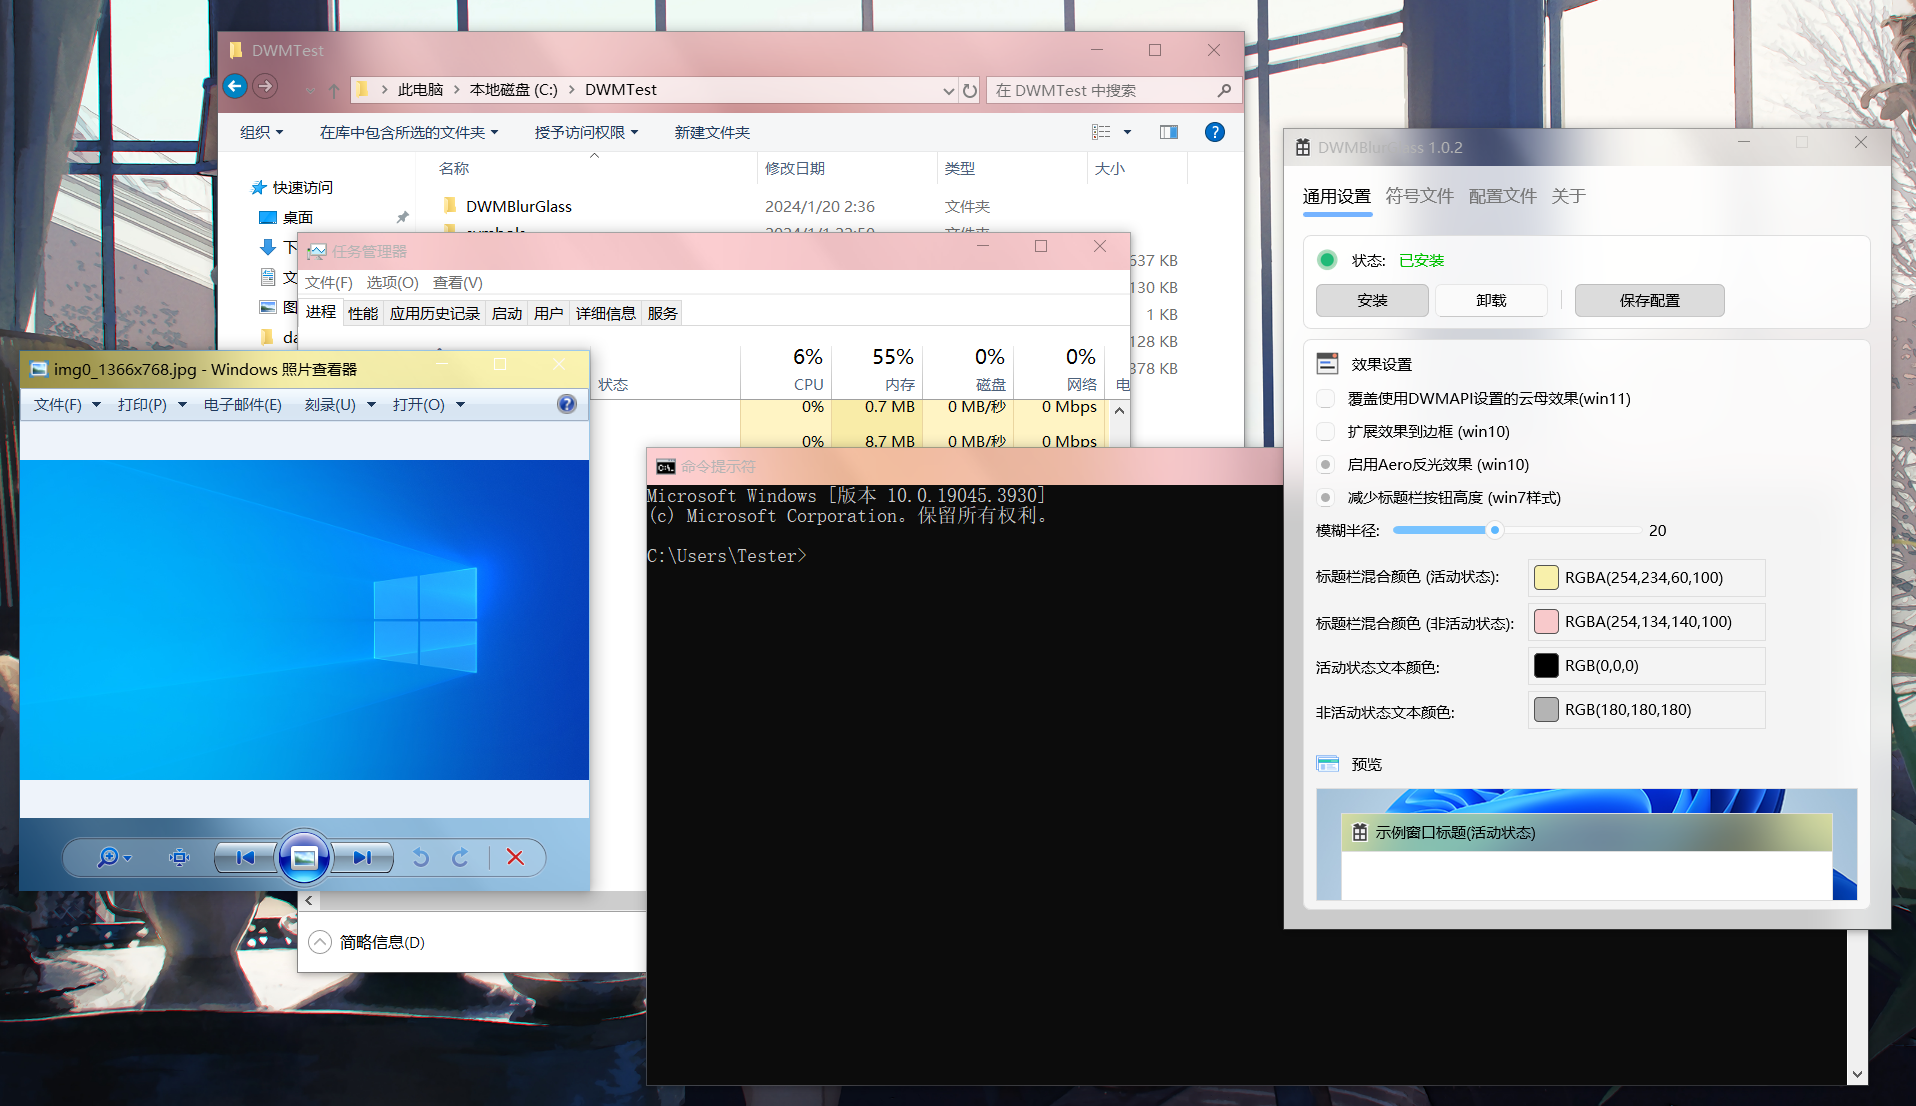 DWMTest
此电脑 本地磁盘 (C:) DWMTest
在 DWMTest 中搜索
组织 在库中包含所选的文件夹 授予访问权限 新建文件夹
名称 修改日期 类型 大小
快速访问
桌面
DWMBlurGlass 2024/1/20 2:36 文件夹
637 KB
130 KB
1 KB
128 KB
378 KB
任务管理器
文件(F) 选项(O) 查看(V)
进程 性能 应用历史记录 启动 用户 详细信息 服务
6% 55% 0% 0%
状态 CPU 内存 磁盘 网络 电
0% 0.7 MB 0 MB/秒 0 Mbps
0% 8.7 MB 0 MB/秒 0 Mbps
简略信息(D)
img0_1366x768.jpg - Windows 照片查看器
文件(F) 打印(P) 电子邮件(E) 刻录(U) 打开(O)
命令提示符
Microsoft Windows [版本 10.0.19045.3930]
(c) Microsoft Corporation。保留所有权利。
C:\Users\Tester>
DWMBlurGlass 1.0.2
通用设置 符号文件 配置文件 关于
状态: 已安装
安装 卸载 保存配置
效果设置
覆盖使用DWMAPI设置的云母效果(win11)
扩展效果到边框 (win10)
启用Aero反光效果 (win10)
减少标题栏按钮高度 (win7样式)
模糊半径: 20
标题栏混合颜色 (活动状态): RGBA(254,234,60,100)
标题栏混合颜色 (非活动状态): RGBA(254,134,140,100)
活动状态文本颜色: RGB(0,0,0)
非活动状态文本颜色: RGB(180,180,180)
预览
示例窗口标题(活动状态)